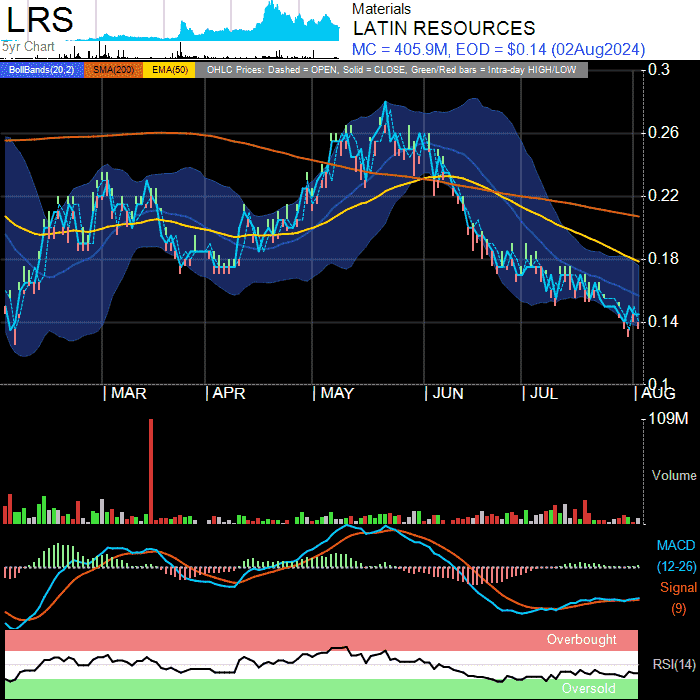 LRS
5yr Chart
Materials
LATIN RESOURCES
MC = 405.9M, EOD = $0.14 (02Aug2024)
BollBands(20,2) SMA(200) EMA(50) OHLC Prices: Dashed = OPEN, Solid = CLOSE, Green/Red bars = Intra-day HIGH/LOW
0.3
0.26
0.22
0.18
0.14
0.1
MAR APR MAY JUN JUL AUG
109M
Volume
MACD
(12-26)
Signal
(9)
Overbought
RSI(14)
Oversold